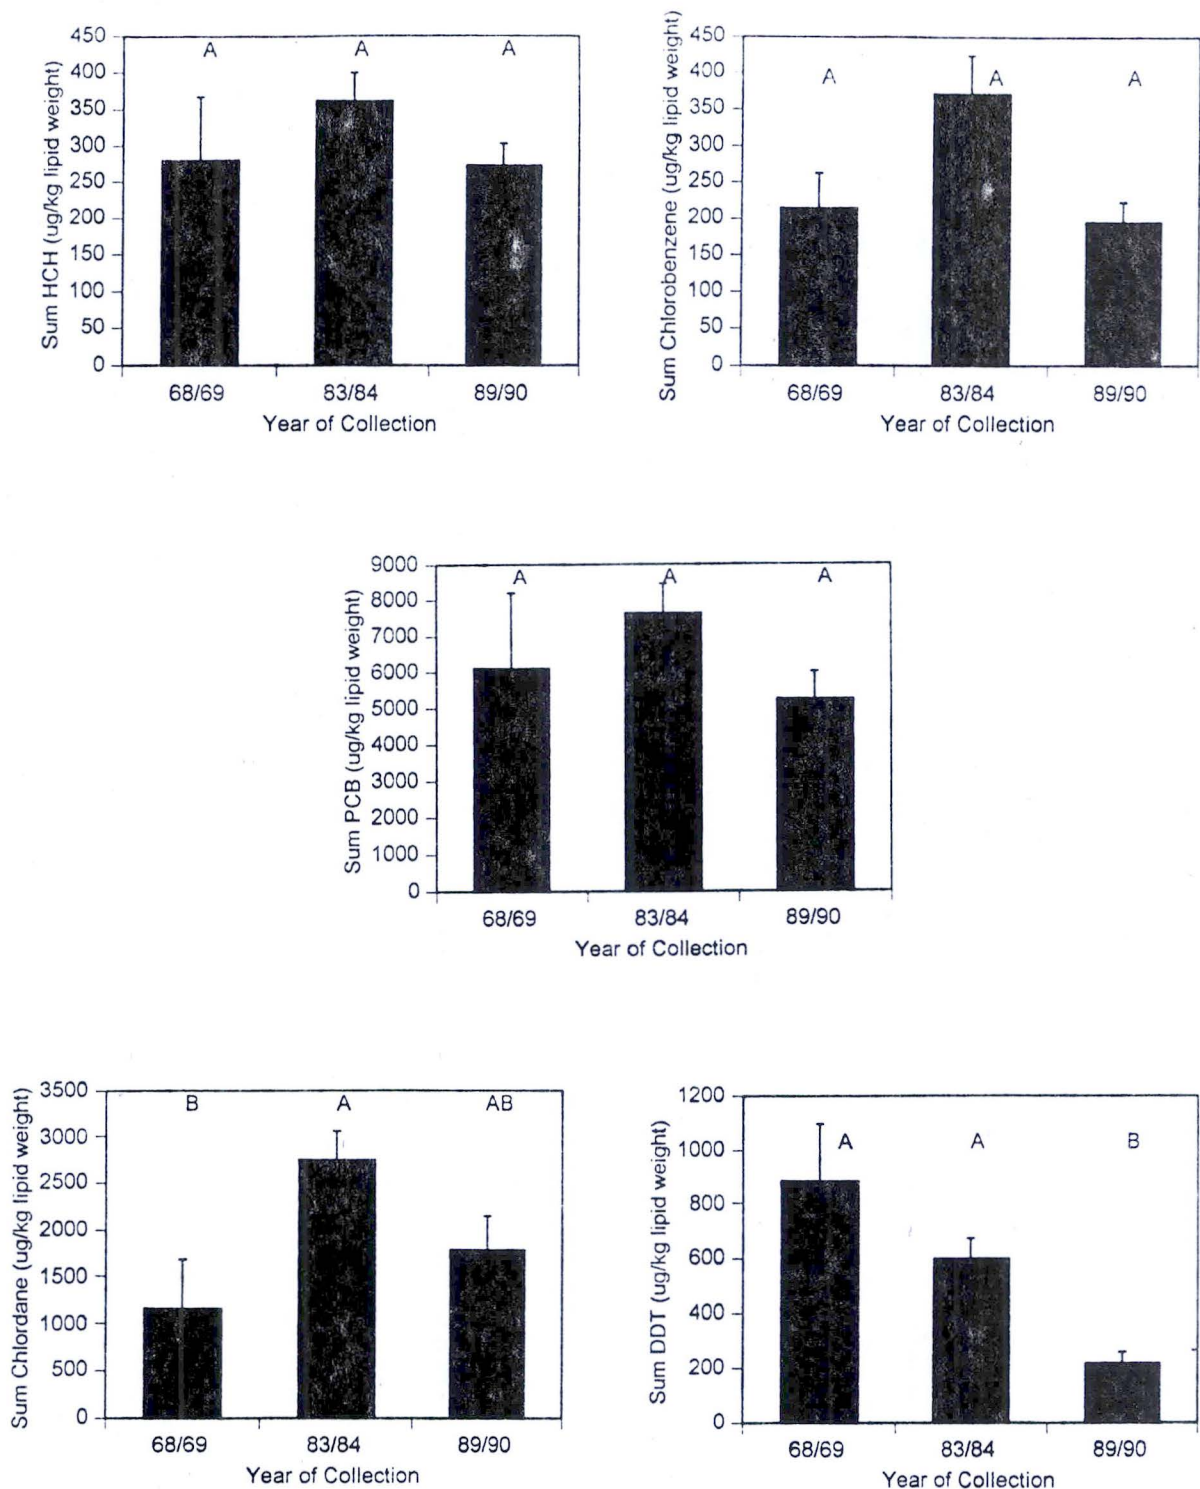 Sum HCH (ug/kg lipid weight)
450
400
350
300
250
200
150
100
50
0
A A A
68/69 83/84 89/90
Year of Collection
Sum Chlorobenzene (ug/kg lipid weight)
450
400
350
300
250
200
150
100
50
0
A A A
68/69 83/84 89/90
Year of Collection
Sum PCB (ug/kg lipid weight)
9000
8000
7000
6000
5000
4000
3000
2000
1000
0
A A A
68/69 83/84 89/90
Year of Collection
Sum Chlordane (ug/kg lipid weight)
3500
3000
2500
2000
1500
1000
500
0
B A AB
68/69 83/84 89/90
Year of Collection
Sum DDT (ug/kg lipid weight)
1200
1000
800
600
400
200
0
A A B
68/69 83/84 89/90
Year of Collection